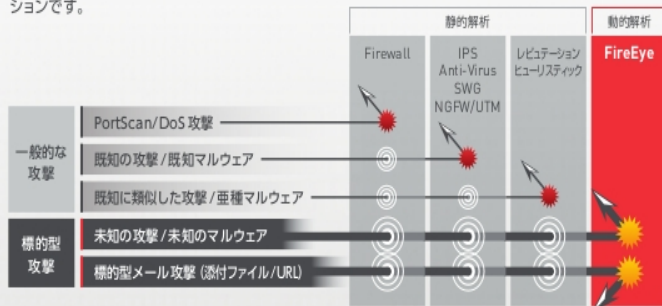 ションです。
静的解析
動的解析
Firewall
IPS
Anti-Virus
SWG
NGFW/UTM
レピュテーション
ヒューリスティック
FireEye
一般的な
攻撃
PortScan/DoS 攻撃
既知の攻撃 / 既知マルウェア
既知に類似した攻撃 / 亜種マルウェア
標的型
攻撃
未知の攻撃 / 未知のマルウェア
標的型メール攻撃 (添付ファイル/URL)